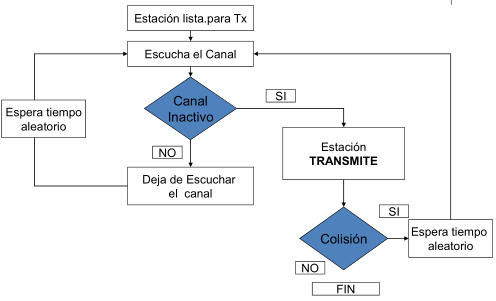 Estación lista.para Tx
Escucha el Canal
Canal
Inactivo
SI
Espera tiempo
aleatorio
NO
Deja de Escuchar
el canal
Estación
TRANSMITE
Colisión
SI
Espera tiempo
aleatorio
NO
FIN